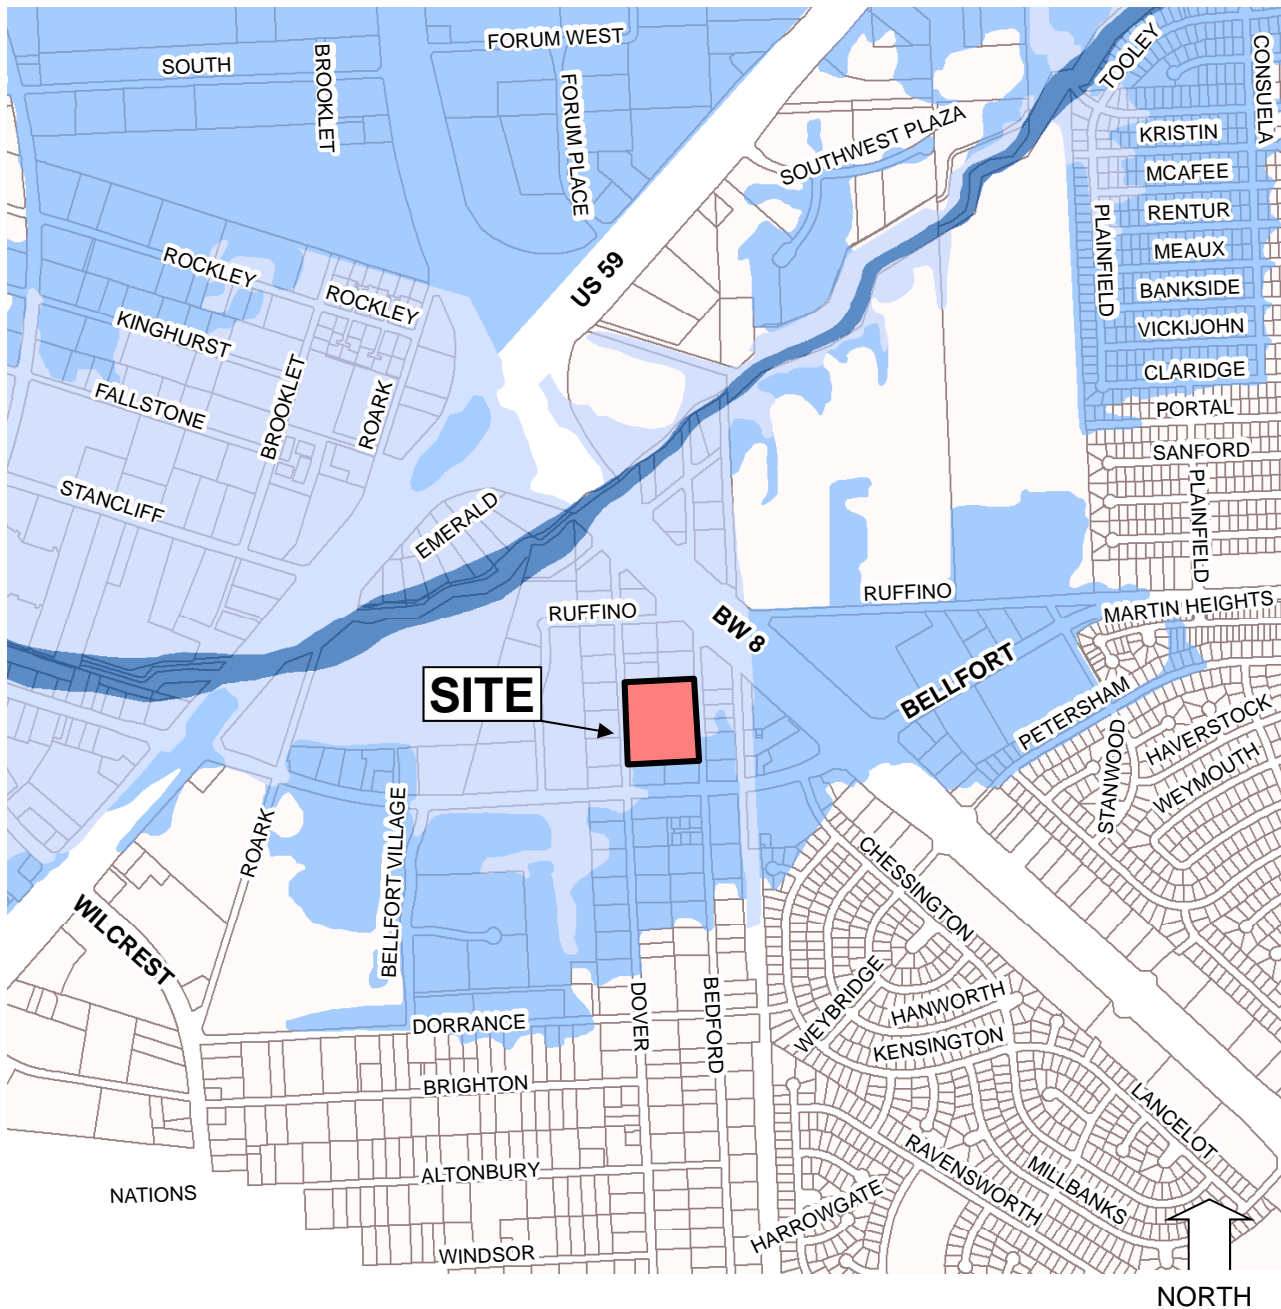 SOUTH
BROOKLET
FORUM WEST
FORUM PLACE
TOOLEY
CONSUELA
SOUTHWEST PLAZA
KRISTIN
MCAFEE
RENTUR
PLAINFIELD
MEAUX
BANKSIDE
VICKIJOHN
CLARIDGE
PORTAL
SANFORD
PLAINFIELD
US 59
ROCKLEY
ROCKLEY
KINGHURST
BROOKLET
ROARK
FALLSTONE
STANCLIFF
EMERALD
RUFFINO
RUFFINO
MARTIN HEIGHTS
BW 8
BELLFORT
SITE
PETERSHAM
STANWOOD
HAVERSTOCK
WEYMOUTH
ROARK
BELLFORT VILLAGE
CHESSINGTON
WILCREST
WEYBRIDGE
HANWORTH
KENSINGTON
DORRANCE
DOVER
BEDFORD
BRIGHTON
LANCELOT
RAVENSWORTH
MILLBANKS
ALTONBURY
NATIONS
HARROWGATE
WINDSOR
NORTH